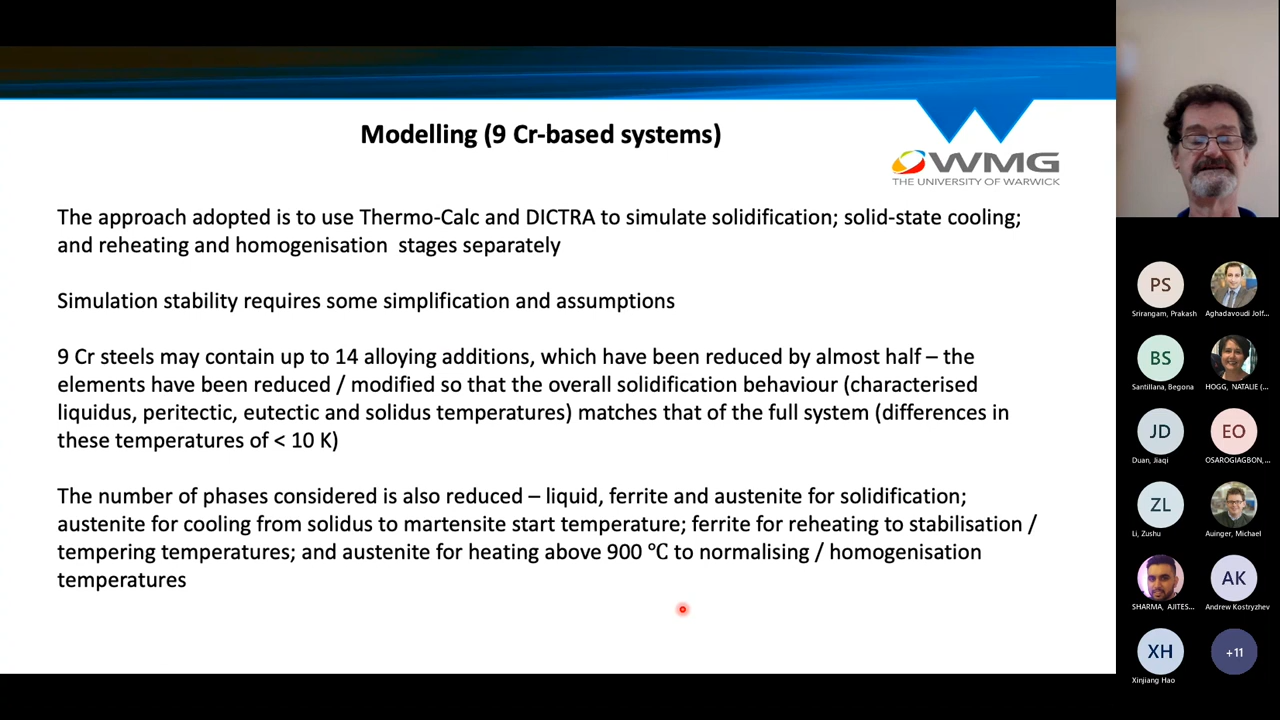 Modelling (9 Cr-based systems)
WMG
THE UNIVERSITY OF WARWICK
The approach adopted is to use Thermo-Calc and DICTRA to simulate solidification; solid-state cooling;
and reheating and homogenisation stages separately
Simulation stability requires some simplification and assumptions
9 Cr steels may contain up to 14 alloying additions, which have been reduced by almost half – the
elements have been reduced / modified so that the overall solidification behaviour (characterised
liquidus, peritectic, eutectic and solidus temperatures) matches that of the full system (differences in
these temperatures of < 10 K)
The number of phases considered is also reduced – liquid, ferrite and austenite for solidification;
austenite for cooling from solidus to martensite start temperature; ferrite for reheating to stabilisation /
tempering temperatures; and austenite for heating above 900 ℃ to normalising / homogenisation
temperatures
PS
Srirangam, Prakash
Aghadavoudi Jolf...
BS
Santillana, Begona
HOGG, NATALIE (...
JD
EO
Duan, Jiaqi
OSAROGIAGBON,...
ZL
Li, Zushu
Auinger, Michael
AK
SHARMA, AJITES...
Andrew Kostryzhev
XH
+11
Xinjiang Hao